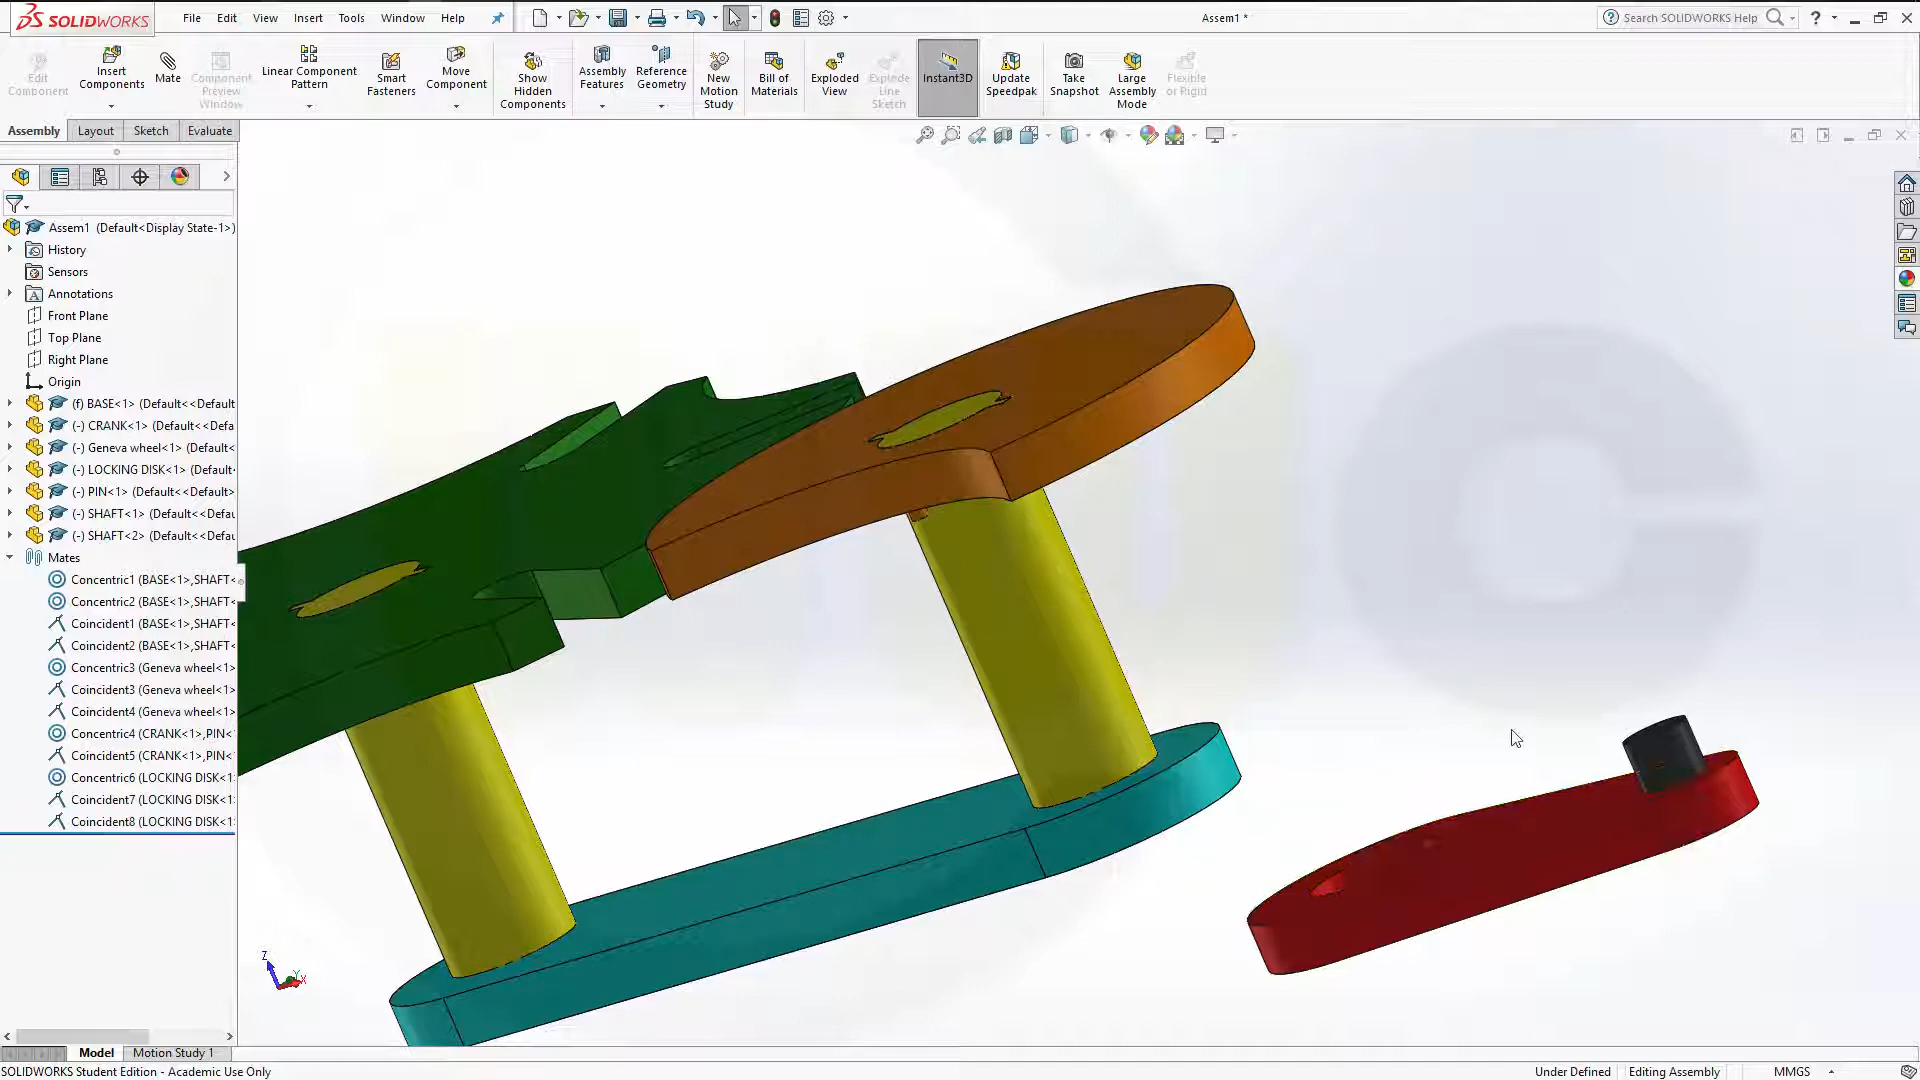 SOLIDWORKS File Edit View Insert Tools Window Help Assem1 * Search SOLIDWORKS Help
Edit Component
Insert Components
Mate
Component Preview Window
Linear Component Pattern
Smart Fasteners
Move Component
Show Hidden Components
Assembly Features
Reference Geometry
New Motion Study
Bill of Materials
Exploded View
Explode Line Sketch
Instant3D
Update Speedpak
Take Snapshot
Large Assembly Mode
Flexible or Rigid
Assembly Layout Sketch Evaluate
Assem1 (Default<Display State-1>)
History
Sensors
Annotations
Front Plane
Top Plane
Right Plane
Origin
(f) BASE<1> (Default<<Default
(-) CRANK<1> (Default<<Defa
(-) Geneva wheel<1> (Default<
(-) LOCKING DISK<1> (Default
(-) PIN<1> (Default<<Default>
(-) SHAFT<1> (Default<<Defau
(-) SHAFT<2> (Default<<Defau
Mates
Concentric1 (BASE<1>,SHAFT<
Concentric2 (BASE<1>,SHAFT<
Coincident1 (BASE<1>,SHAFT<
Coincident2 (BASE<1>,SHAFT<
Concentric3 (Geneva wheel<1>
Coincident3 (Geneva wheel<1>
Coincident4 (Geneva wheel<1>
Concentric4 (CRANK<1>,PIN<
Coincident5 (CRANK<1>,PIN<
Concentric6 (LOCKING DISK<1
Coincident7 (LOCKING DISK<1
Coincident8 (LOCKING DISK<1
Z Y X
Model Motion Study 1
SOLIDWORKS Student Edition - Academic Use Only Under Defined Editing Assembly MMGS